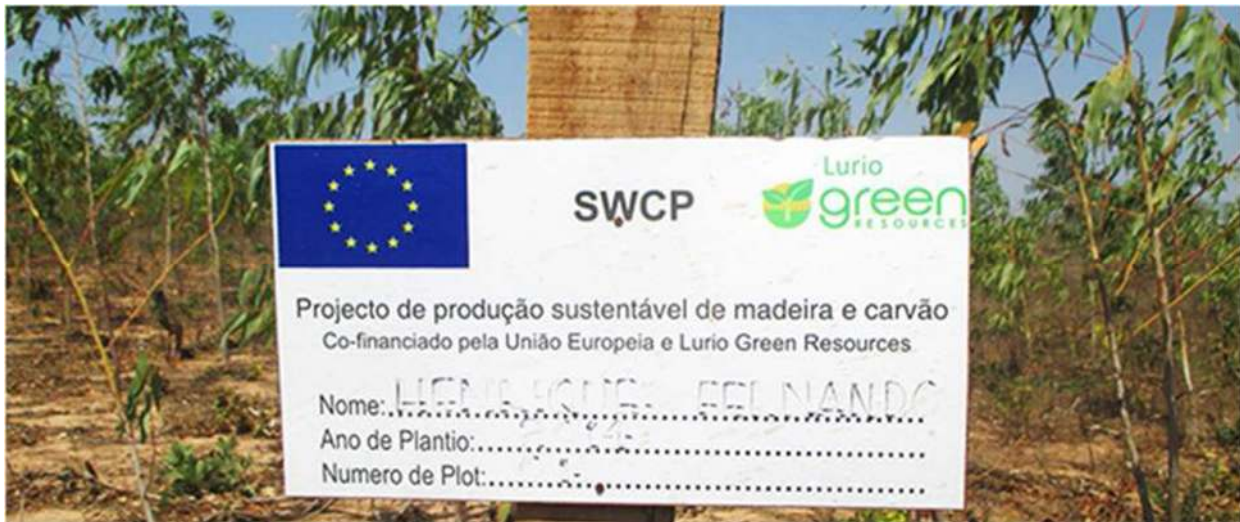 SWCP
Lurio
green
RESOURCES
Projecto de produção sustentável de madeira e carvão
Co-financiado pela União Europeia e Lurio Green Resources
Nome:
Ano de Plantio:
Numero de Plot: